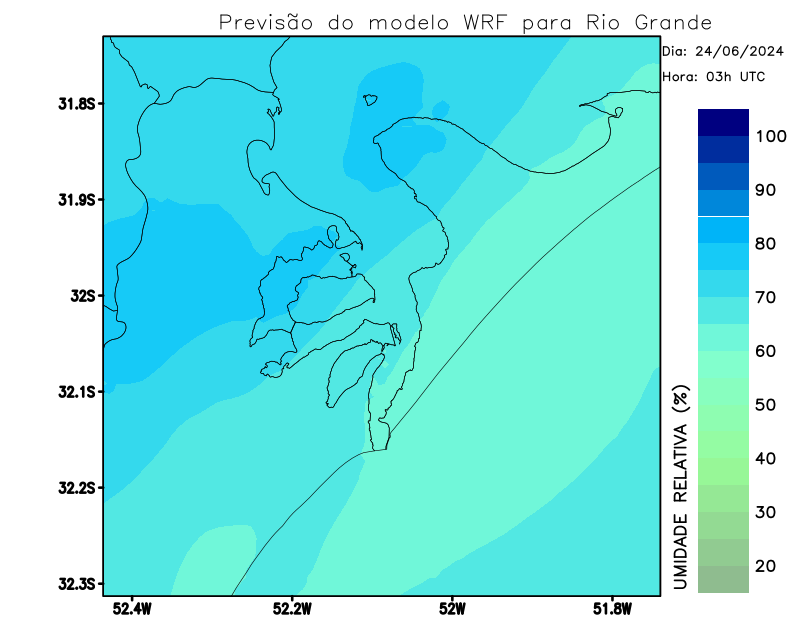 Previsão do modelo WRF para Rio Grande
Dia: 24/06/2024
Hora: 03h UTC
31.8S
31.9S
32S
32.1S
32.2S
32.3S
52.4W
52.2W
52W
51.8W
UMIDADE RELATIVA (%)
100
90
80
70
60
50
40
30
20